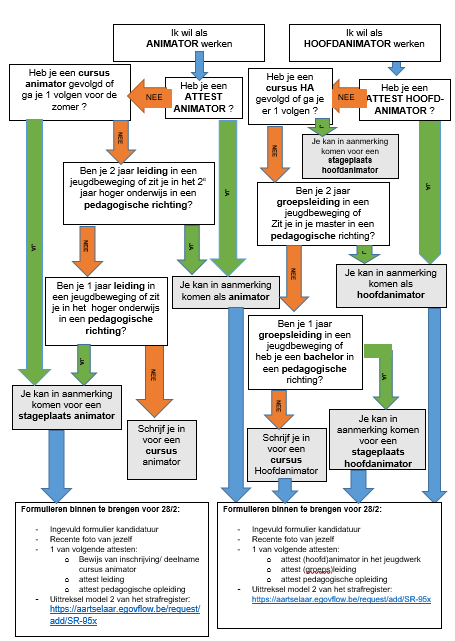 Ik wil als
ANIMATOR werken
Ik wil als
HOOFDANIMATOR werken
Heb je een cursus
animator gevolgd of
ga je 1 volgen voor de
zomer ?
NEE
Heb je een
ATTEST
ANIMATOR ?
Heb je een
cursus HA
gevolgd of ga je
er 1 volgen?
NEE
Heb je een
ATTEST HOOFD-
ANIMATOR ?
JA
NEE
JA
NEE
JA
JA
Je kan in aanmerking
komen voor een
stageplaats
hoofdanimator
Ben je 2 jaar leiding in een
jeugdbeweging of zit je in het 2e
jaar hoger onderwijs in een
pedagogische richting?
Ben je 2 jaar
groepsleiding in een
jeugdbeweging of
Zit je in je master in een
pedagogische richting?
NEE
JA
NEE
JA
Je kan in aanmerking
komen als animator
Je kan in aanmerking
komen als
hoofdanimator
Ben je 1 jaar leiding in
een jeugdbeweging of zit
je in het hoger onderwijs
in een pedagogische
richting?
Ben je 1 jaar
groepsleiding in een
jeugdbeweging of
heb je een bachelor in
een pedagogische
richting?
JA
NEE
JA
NEE
Je kan in aanmerking
komen voor een
stageplaats animator
Schrijf je in
voor een
cursus
animator
Schrijf je in
voor een
cursus
Hoofdanimator
Je kan in
aanmerking komen
voor een
stageplaats
hoofdanimator
Formulieren binnen te brengen voor 28/2:
- Ingevuld formulier kandidatuur
- Recente foto van jezelf
- 1 van volgende attesten:
o Bewijs van inschrijving/ deelname
cursus animator
o attest leiding
o attest pedagogische opleiding
- Uittreksel model 2 van het strafregister:
https://aartselaar.egovflow.be/request/
add/SR-95x
Formulieren binnen te brengen voor 28/2:
- Ingevuld formulier kandidatuur
- Recente foto van jezelf
- 1 van volgende attesten:
o attest (hoofd)animator in het jeugdwerk
o attest (groeps)leiding
o attest pedagogische opleiding
- Uittreksel model 2 van het strafregister:
https://aartselaar.egovflow.be/request/add/SR-95x